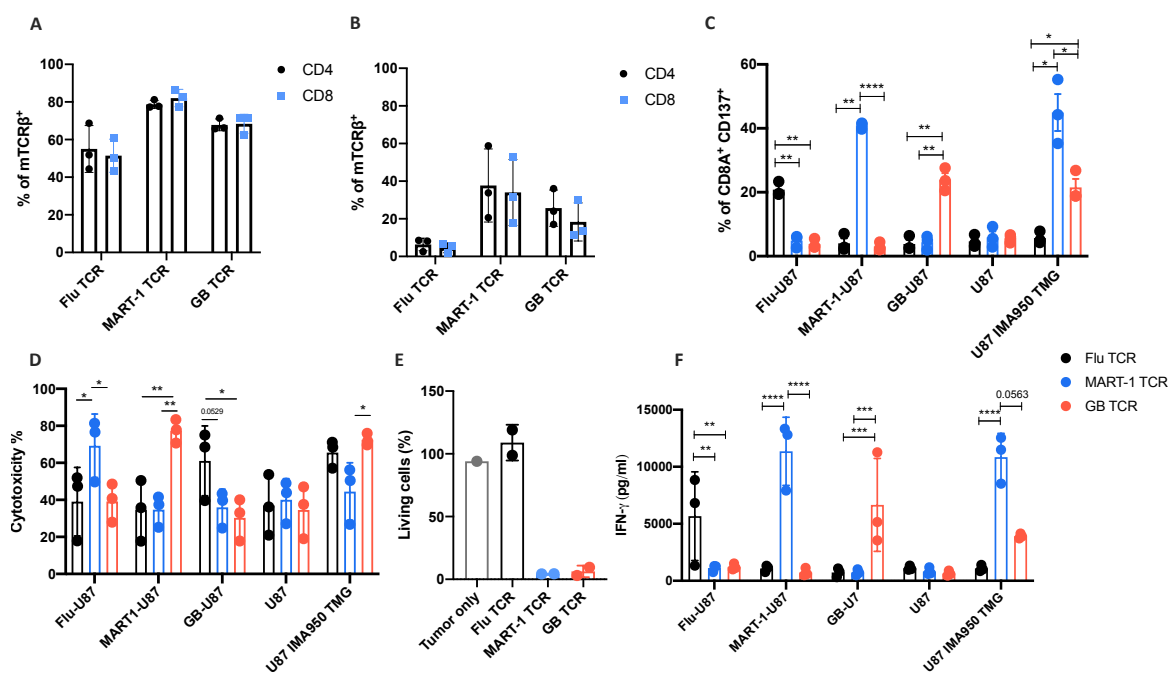 A
% of mTCRβ+
100
80
60
40
20
0
Flu TCR
MART-1 TCR
GB TCR
CD4
CD8
B
% of mTCRβ+
100
80
60
40
20
0
Flu TCR
MART-1 TCR
GB TCR
CD4
CD8
C
% of CD8A+ CD137+
60
40
20
0
**
**
**
****
**
**
*
*
*
Flu-U87
MART-1-U87
GB-U87
U87
U87 IMA950 TMG
D
Cytotoxicity %
100
80
60
40
20
0
*
*
**
**
0.0529
*
*
Flu-U87
MART1-U87
GB-U87
U87
U87 IMA950 TMG
E
Living cells (%)
150
100
50
0
Tumor only
Flu TCR
MART-1 TCR
GB TCR
F
IFN-γ (pg/ml)
15000
10000
5000
0
**
**
****
****
***
***
****
0.0563
Flu-U87
MART-1-U87
GB-U7
U87
U87 IMA950 TMG
Flu TCR
MART-1 TCR
GB TCR